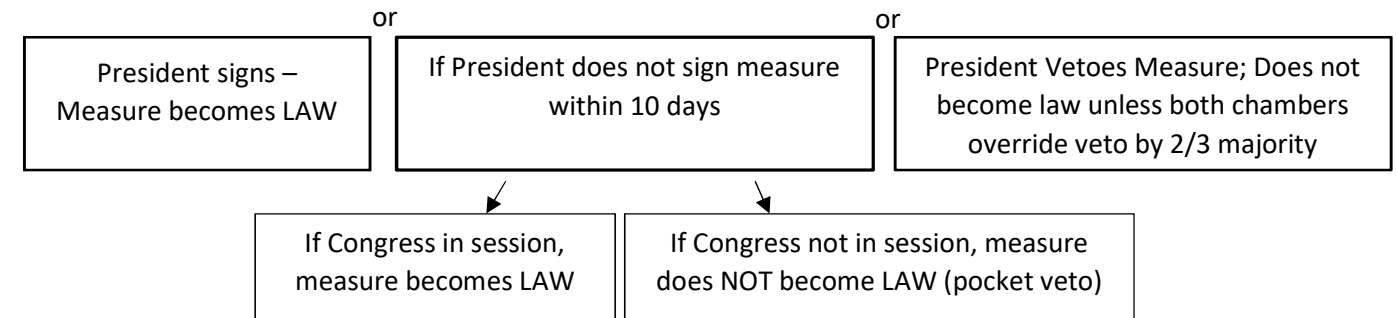 or
or
President signs –
Measure becomes LAW
If President does not sign measure
within 10 days
President Vetoes Measure; Does not
become law unless both chambers
override veto by 2/3 majority
If Congress in session,
measure becomes LAW
If Congress not in session, measure
does NOT become LAW (pocket veto)